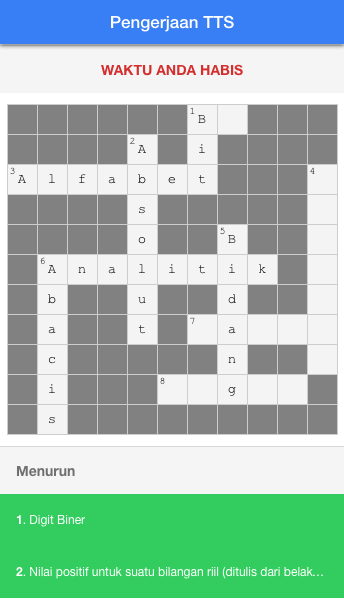 Pengerjaan TTS
WAKTU ANDA HABIS
1 B
2 A i
3 A l f a b e t 4
s
o 5 B
6 A n a l i t i k
b u d
a t 7 a
c n
i 8 g
s
Menurun
1. Digit Biner
2. Nilai positif untuk suatu bilangan riil (ditulis dari belak...